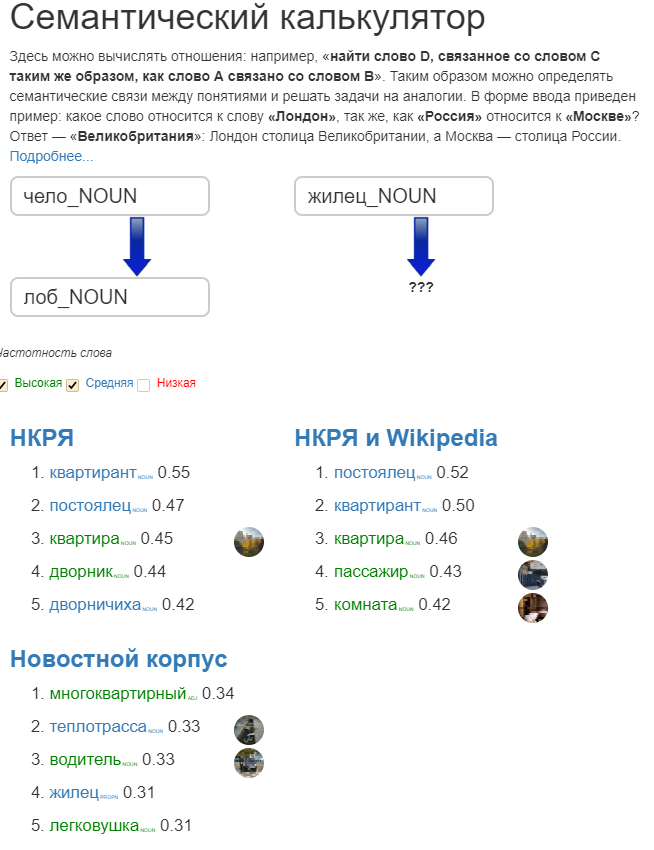 Семантический калькулятор
Здесь можно вычислять отношения: например, «найти слово D, связанное со словом C
таким же образом, как слово A связано со словом B». Таким образом можно определять
семантические связи между понятиями и решать задачи на аналогии. В форме ввода приведен
пример: какое слово относится к слову «Лондон», так же, как «Россия» относится к «Москве»?
Ответ — «Великобритания»: Лондон столица Великобритании, а Москва — столица России.
Подробнее...
чело_NOUN жилец_NOUN
лоб_NOUN ???
Частотность слова
Высокая Средняя Низкая
НКРЯ НКРЯ и Wikipedia
1. квартирант NOUN 0.55 1. постоялец NOUN 0.52
2. постоялец NOUN 0.47 2. квартирант NOUN 0.50
3. квартира NOUN 0.45 3. квартира NOUN 0.46
4. дворник NOUN 0.44 4. пассажир NOUN 0.43
5. дворничиха NOUN 0.42 5. комната NOUN 0.42
Новостной корпус
1. многоквартирный ADJ 0.34
2. теплотрасса NOUN 0.33
3. водитель NOUN 0.33
4. жилец PROPN 0.31
5. легковушка NOUN 0.31